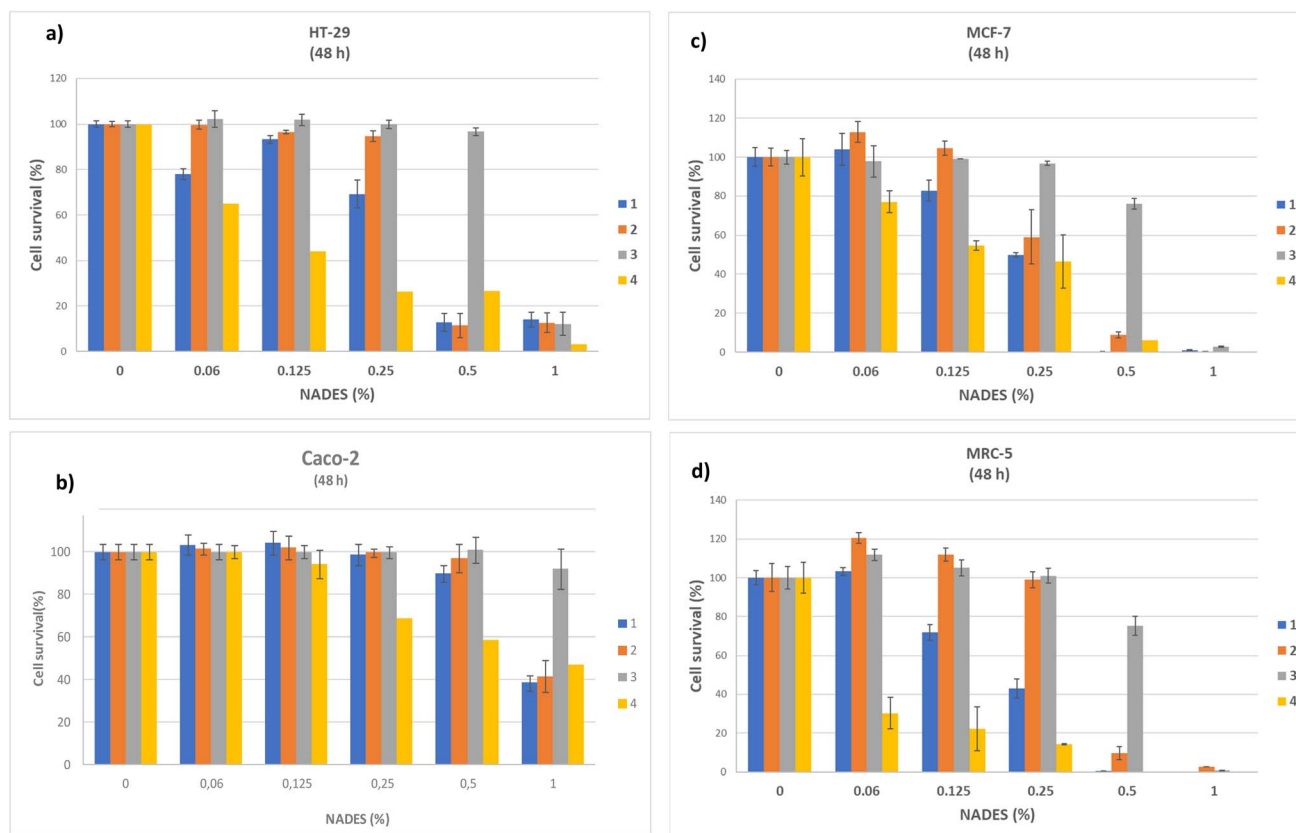 a)
HT-29
(48 h)
Cell survival (%)
120
100
80
60
40
20
0
0 0.06 0.125 0.25 0.5 1
NADES (%)
1
2
3
4
c)
MCF-7
(48 h)
Cell survival (%)
140
120
100
80
60
40
20
0
0 0.06 0.125 0.25 0.5 1
NADES (%)
1
2
3
4
b)
Caco-2
(48 h)
Cell survival(%)
100
80
60
40
20
0
0 0,06 0,125 0,25 0,5 1
NADES (%)
1
2
3
4
d)
MRC-5
(48 h)
Cell survival (%)
140
120
100
80
60
40
20
0
0 0.06 0.125 0.25 0.5 1
NADES (%)
1
2
3
4